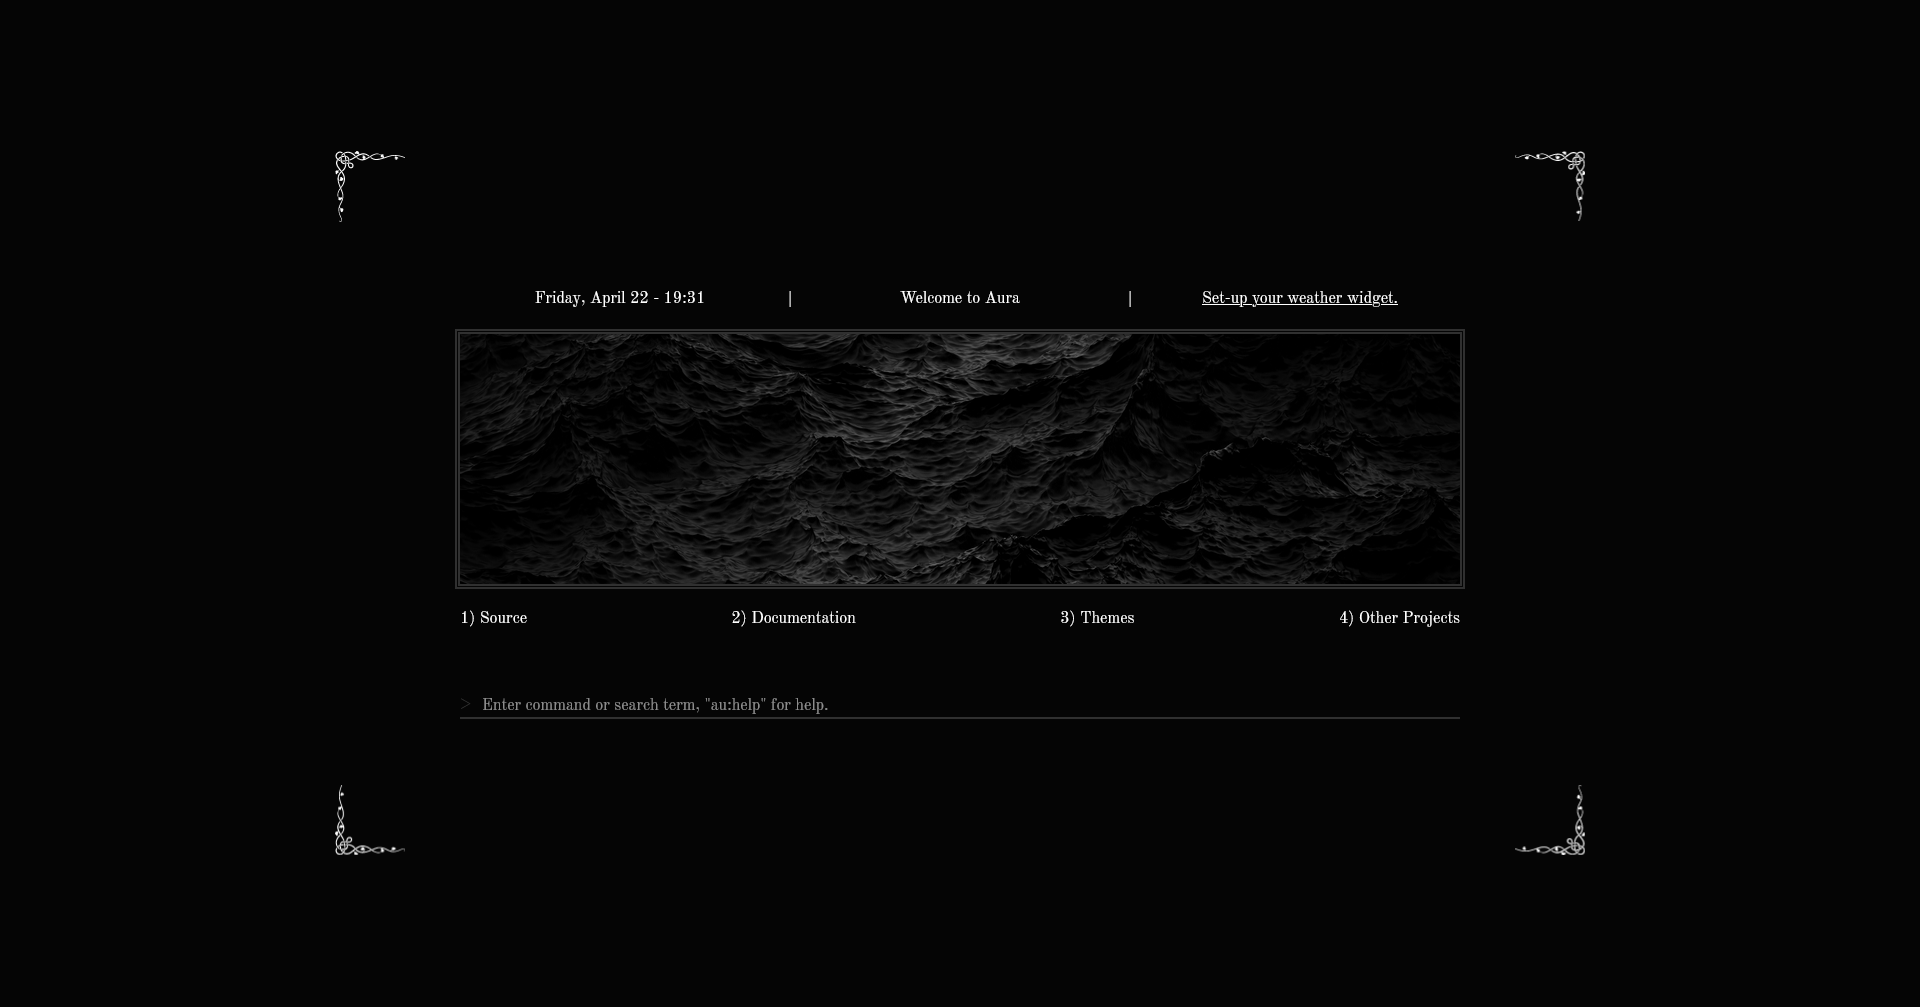 Friday, April 22 - 19:31 | Welcome to Aura | Set-up your weather widget.
1) Source 2) Documentation 3) Themes 4) Other Projects
> Enter command or search term, "au:help" for help.